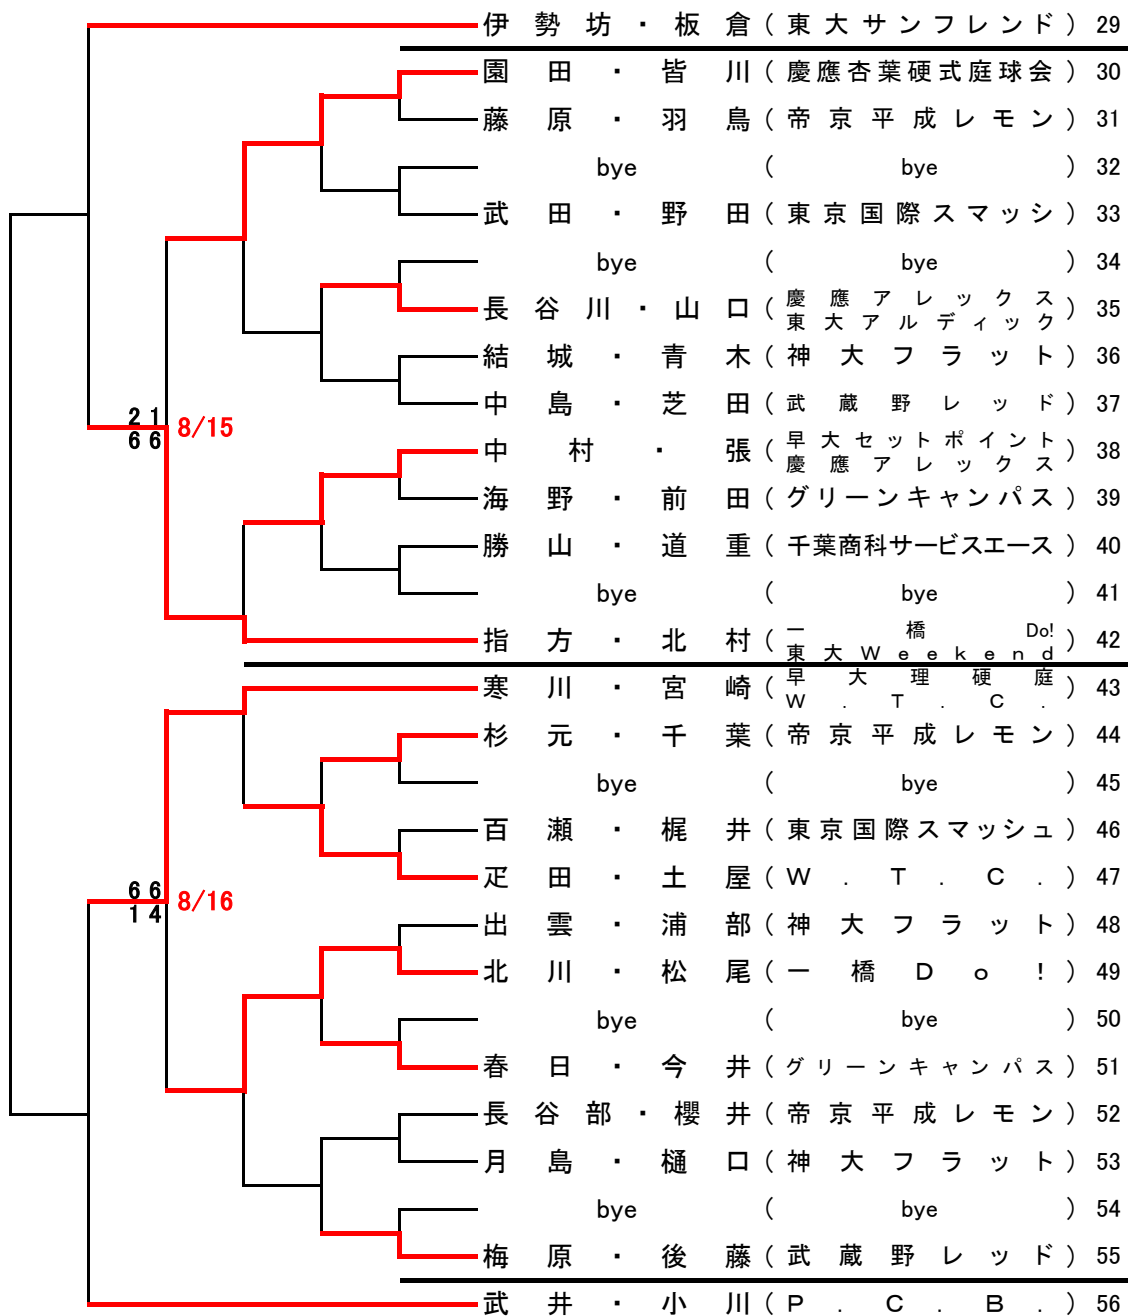 伊勢坊・板倉(東大サンフレンド) 29
園田・皆川(慶應杏葉硬式庭球会) 30
藤原・羽鳥(帝京平成レモン) 31
bye ( bye ) 32
武田・野田(東京国際スマッシ) 33
bye ( bye ) 34
長谷川・山口(慶應アレックス
東大アルディック) 35
結城・青木(神大フラット) 36
中島・芝田(武蔵野レッド) 37
2 1
6 6
8/15
中村・張(早大セットポイント
慶應アレックス) 38
海野・前田(グリーンキャンパス) 39
勝山・道重(千葉商科サービスエース) 40
bye ( bye ) 41
指方・北村(一橋Do!
東大Weekend) 42
寒川・宮崎(早大理硬庭
W.T.C.) 43
杉元・千葉(帝京平成レモン) 44
bye ( bye ) 45
百瀬・梶井(東京国際スマッシュ) 46
疋田・土屋(W.T.C.) 47
6 6
1 4
8/16
出雲・浦部(神大フラット) 48
北川・松尾(一橋Do!) 49
bye ( bye ) 50
春日・今井(グリーンキャンパス) 51
長谷部・櫻井(帝京平成レモン) 52
月島・樋口(神大フラット) 53
bye ( bye ) 54
梅原・後藤(武蔵野レッド) 55
武井・小川(P.C.B.) 56